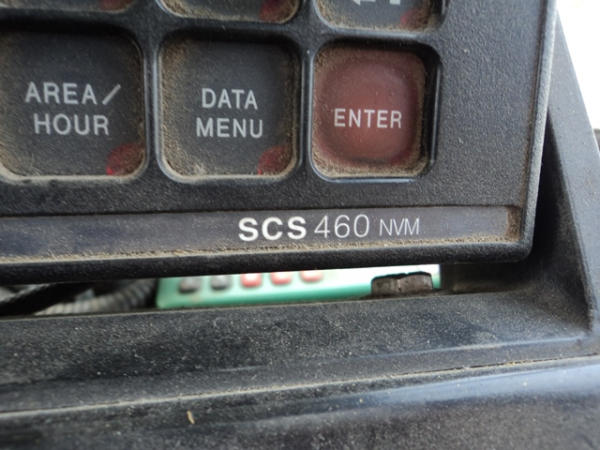 AREA/
HOUR
DATA
MENU
ENTER
SCS 460 NVM